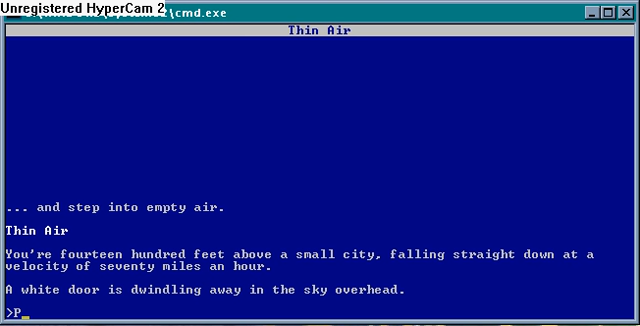 Unregistered HyperCam 2
\cmd.exe
Thin Air
... and step into empty air.
Thin Air
You're fourteen hundred feet above a small city, falling straight down at a
velocity of seventy miles an hour.
A white door is dwindling away in the sky overhead.
>P_